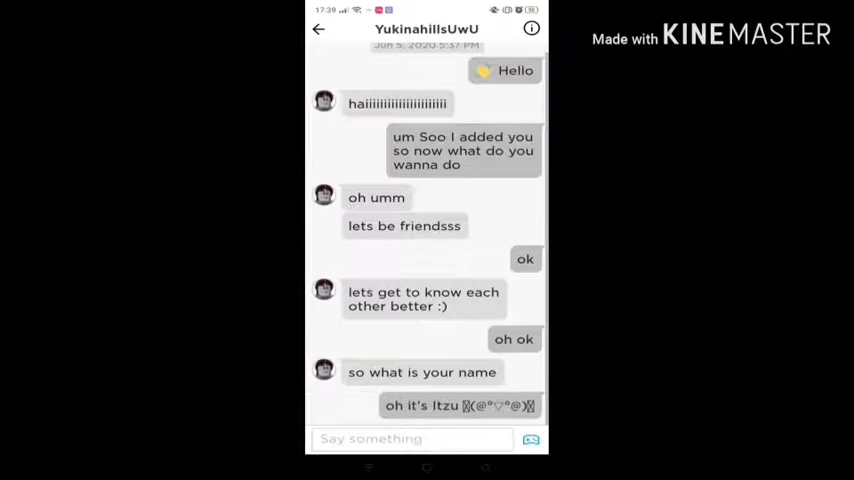 17:39
YukinahillsUwU
Made with KINEMASTER
Jun 5, 2020 5:37 PM
👏 Hello
haiiiiiiiiiiiiiiiiiiiiiii
um Soo I added you
so now what do you
wanna do
oh umm
lets be friendsss
ok
lets get to know each
other better :)
oh ok
so what is your name
oh it's Itzu (@°▽°@)
Say something